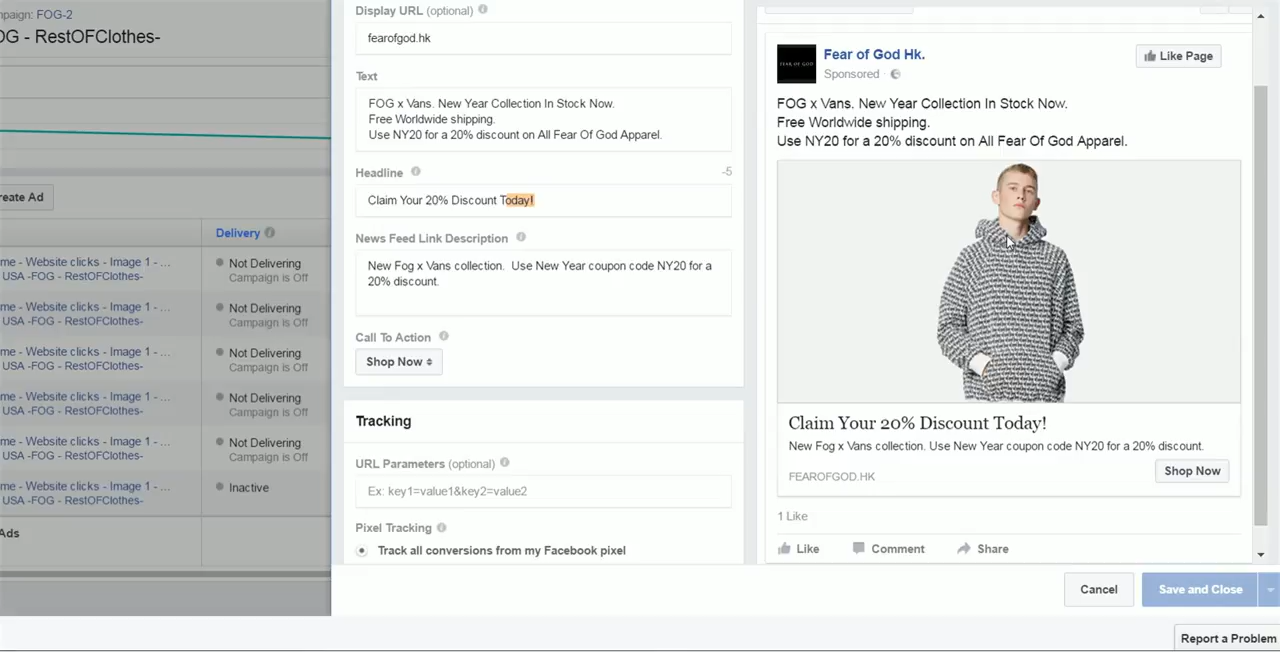 npaign: FOG-2
OG - RestOFClothes-
reate Ad
Delivery
me - Website clicks - Image 1 - ...
USA -FOG - RestOFClothes-
Not Delivering
Campaign is Off
me - Website clicks - Image 1 - ...
USA -FOG - RestOFClothes-
Not Delivering
Campaign is Off
me - Website clicks - Image 1 - ...
USA -FOG - RestOFClothes-
Not Delivering
Campaign is Off
me - Website clicks - Image 1 - ...
USA -FOG - RestOFClothes-
Not Delivering
Campaign is Off
me - Website clicks - Image 1 - ...
USA -FOG - RestOFClothes-
Not Delivering
Campaign is Off
me - Website clicks - Image 1 - ...
USA -FOG - RestOFClothes-
Inactive
Ads
Display URL (optional)
fearofgod.hk
Text
FOG x Vans. New Year Collection In Stock Now.
Free Worldwide shipping.
Use NY20 for a 20% discount on All Fear Of God Apparel.
Headline
-5
Claim Your 20% Discount Today!
News Feed Link Description
New Fog x Vans collection. Use New Year coupon code NY20 for a
20% discount.
Call To Action
Shop Now
Tracking
URL Parameters (optional)
Ex: key1=value1&key2=value2
Pixel Tracking
Track all conversions from my Facebook pixel
FEAR OF GOD
Fear of God Hk.
Sponsored ·
Like Page
FOG x Vans. New Year Collection In Stock Now.
Free Worldwide shipping.
Use NY20 for a 20% discount on All Fear Of God Apparel.
Claim Your 20% Discount Today!
New Fog x Vans collection. Use New Year coupon code NY20 for a 20% discount.
FEAROFGOD.HK
Shop Now
1 Like
Like
Comment
Share
Cancel
Save and Close
Report a Problem